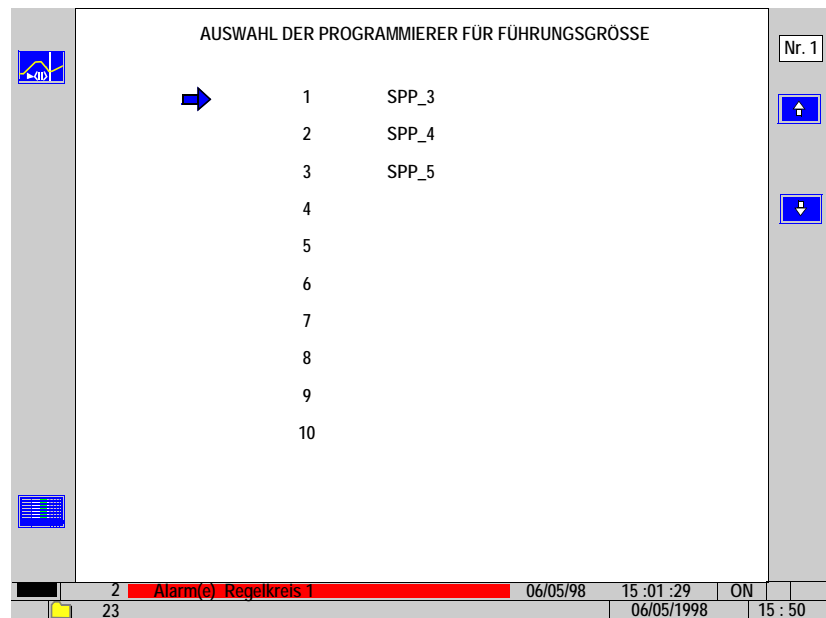 AUSWAHL DER PROGRAMMIERER FÜR FÜHRUNGSGRÖSSE
Nr. 1
1 SPP_3
2 SPP_4
3 SPP_5
4
5
6
7
8
9
10
2 Alarm(e) Regelkreis 1 06/05/98 15 :01 :29 ON
23 06/05/1998 15 : 50